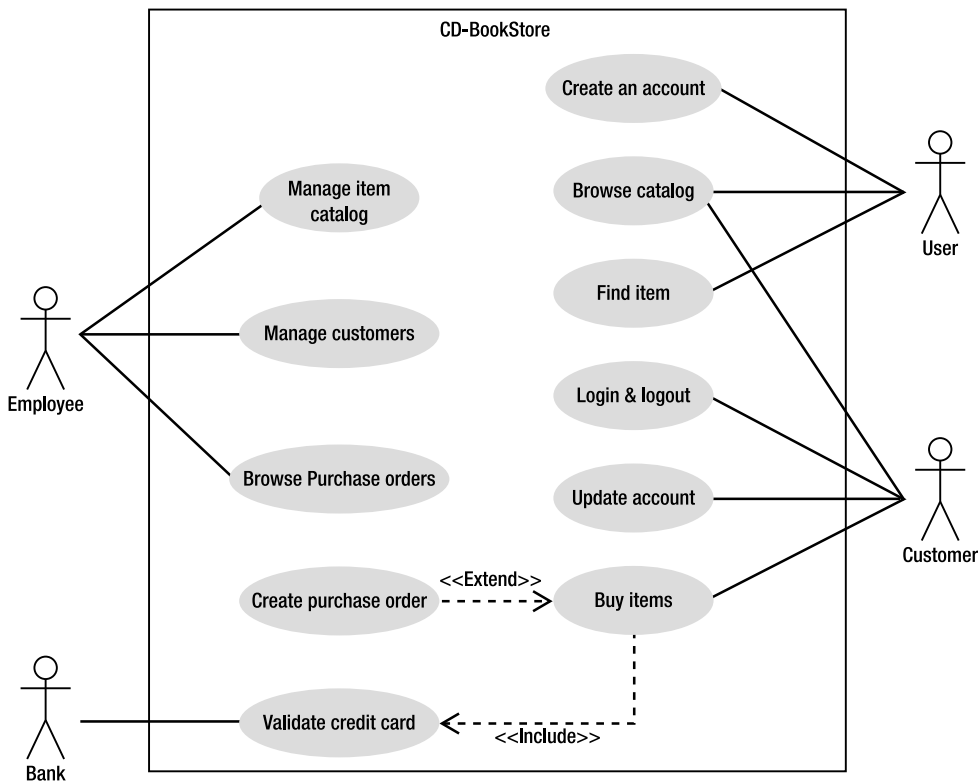 CD-BookStore
Create an account
Manage item
catalog
Browse catalog
User
Find item
Manage customers
Employee
Login & logout
Browse Purchase orders
Update account
Customer
<<Extend>>
Create purchase order
Buy items
Validate credit card
<<Include>>
Bank